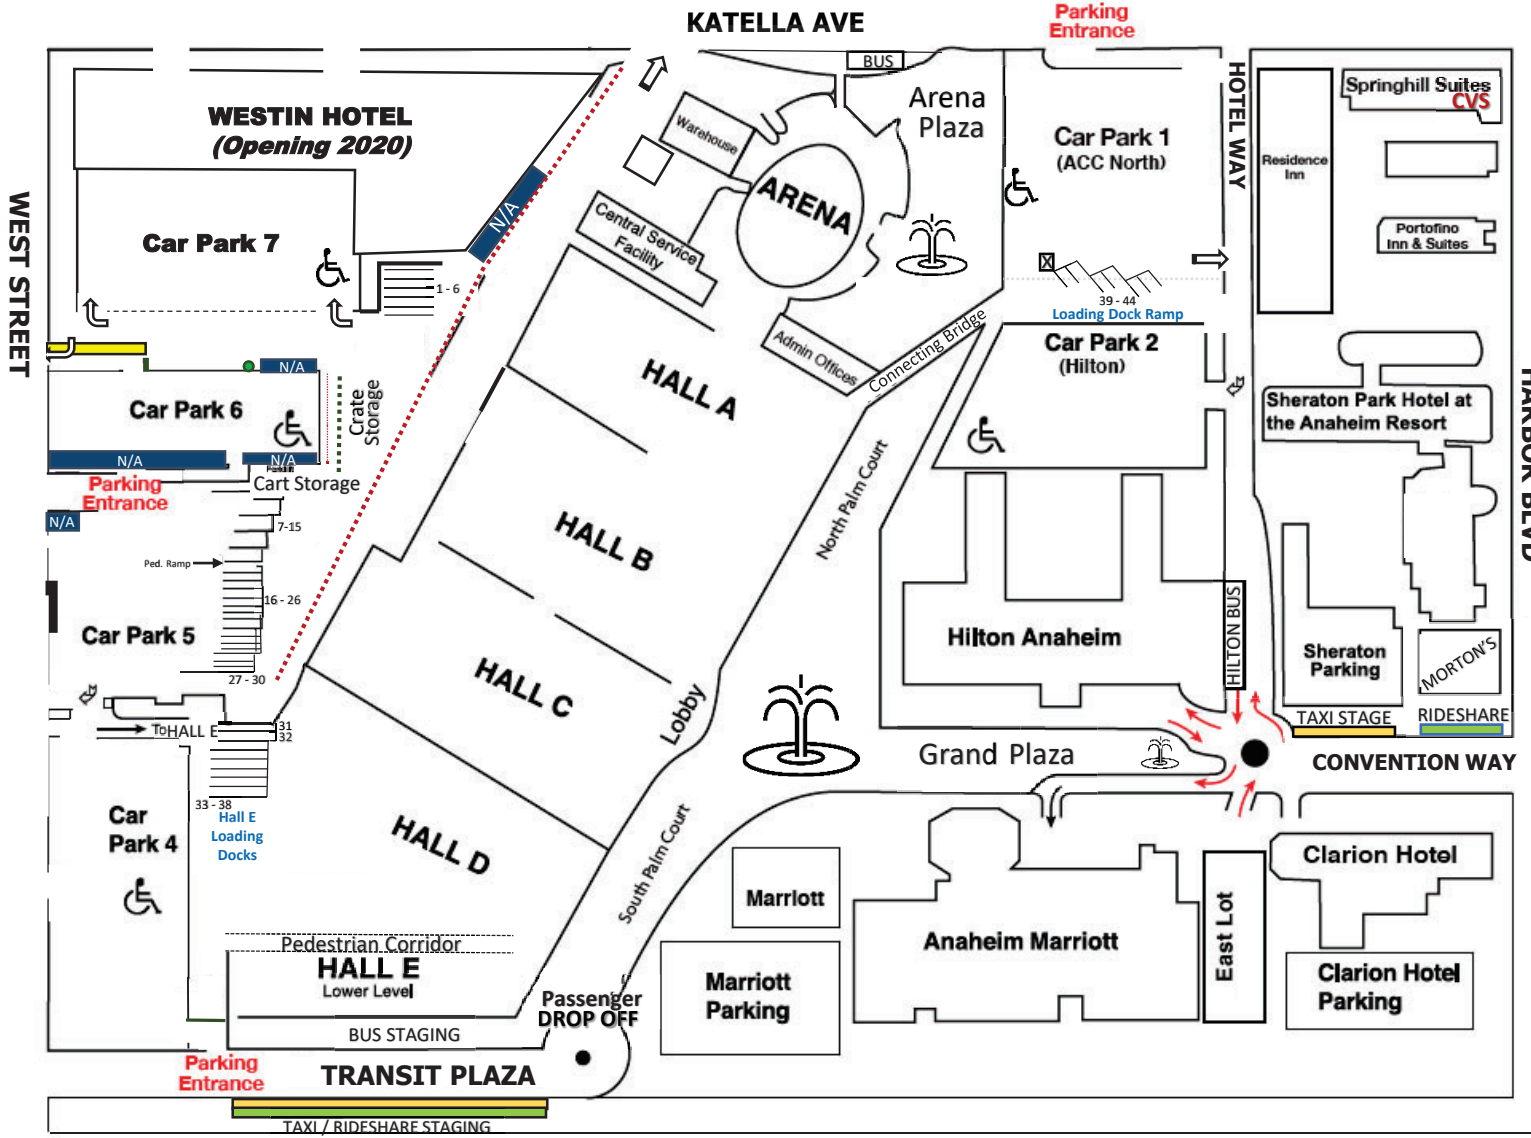 KATELLA AVE
Parking
Entrance
BUS
Arena
Plaza
WESTIN HOTEL
(Opening 2020)
HOTEL WAY
Springhill Suites
CVS
Car Park 1
(ACC North)
Warehouse
Residence
Inn
ARENA
N/A
WEST STREET
Car Park 7
Central Service
Facility
Portofino
Inn & Suites
1 - 6
39 - 44
Loading Dock Ramp
Car Park 2
(Hilton)
Connecting Bridge
Admin Offices
N/A
HALL A
HARBOR BLVD
Car Park 6
Crate
Storage
Sheraton Park Hotel at
the Anaheim Resort
N/A
N/A
Forklift
Cart Storage
Parking
Entrance
North Palm Court
N/A
7-15
HALL B
Ped. Ramp
16 - 26
HILTON BUS
Car Park 5
Hilton Anaheim
Sheraton
Parking
MORTON'S
27 - 30
HALL C
Lobby
TAXI STAGE
RIDESHARE
To HALL E
31
32
Grand Plaza
CONVENTION WAY
33 - 38
Hall E
Loading
Docks
Car
Park 4
HALL D
South Palm Court
Clarion Hotel
Marriott
East Lot
Anaheim Marriott
Pedestrian Corridor
HALL E
Lower Level
Marriott
Parking
Clarion Hotel
Parking
Passenger
DROP OFF
BUS STAGING
Parking
Entrance
TRANSIT PLAZA
TAXI / RIDESHARE STAGING